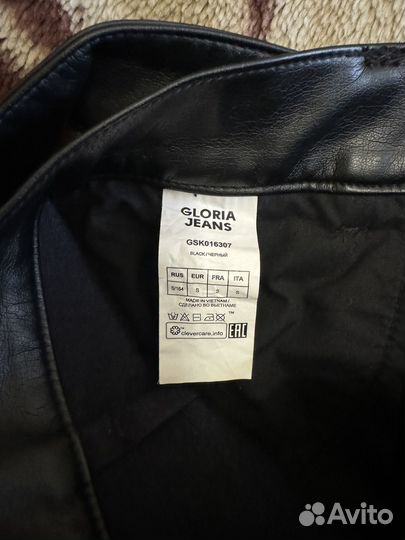 GLORIA
JEANS
GSK016307
BLACK/ЧЕРНЫЙ
RUS EUR FRA ITA
S/164 S S S
MADE IN VIETNAM/
СДЕЛАНО ВО ВЬЕТНАМЕ
clevercare.info
EAC
Avito